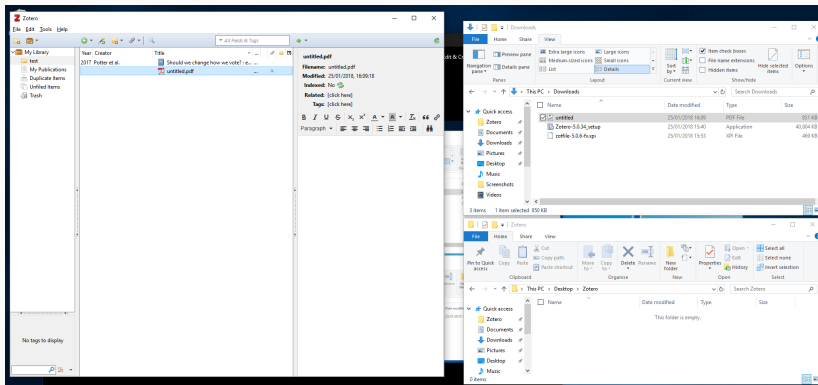 Zotero
File Edit Tools Help
All Fields & Tags
My Library
test
My Publications
Duplicate Items
Unfiled Items
Trash
No tags to display
Year Creator Title
2017 Potter et al. Should we change how we vote? : e...
untitled.pdf
untitled.pdf
Filename: untitled.pdf
Modified: 25/01/2018, 16:09:18
Indexed: No
Related: [click here]
Tags: [click here]
Paragraph
Downloads
File Home Share View
Navigation pane
Preview pane
Details pane
Panes
Extra large icons Large icons
Medium-sized icons Small icons
List Details
Layout
Sort by
Current view
Item check boxes
File name extensions
Hidden items
Hide selected items
Show/hide
Options
This PC > Downloads
Search Downloads
Quick access
Zotero
Documents
Downloads
Pictures
Desktop
Music
Screenshots
Videos
Name Date modified Type Size
untitled 25/01/2018 16:09 PDF File 851 KB
Zotero-5.0.34_setup 25/01/2018 15:40 Application
zotfile-5.0.6-fx.xpi 25/01/2018 15:53 XPI File 460 KB
3 items 1 item selected 850 KB
Zotero
File Home Share View
Pin to Quick access
Copy
Paste
Cut
Copy path
Paste shortcut
Clipboard
Move to
Copy to
Delete
Rename
Organise
New folder
New
Properties
Open
Edit
History
Open
Select all
Select none
Invert selection
Select
This PC > Desktop > Zotero
Search Zotero
Quick access
Zotero
Documents
Downloads
Pictures
Desktop
Music
Name Date modified Type Size
This folder is empty.
0 items